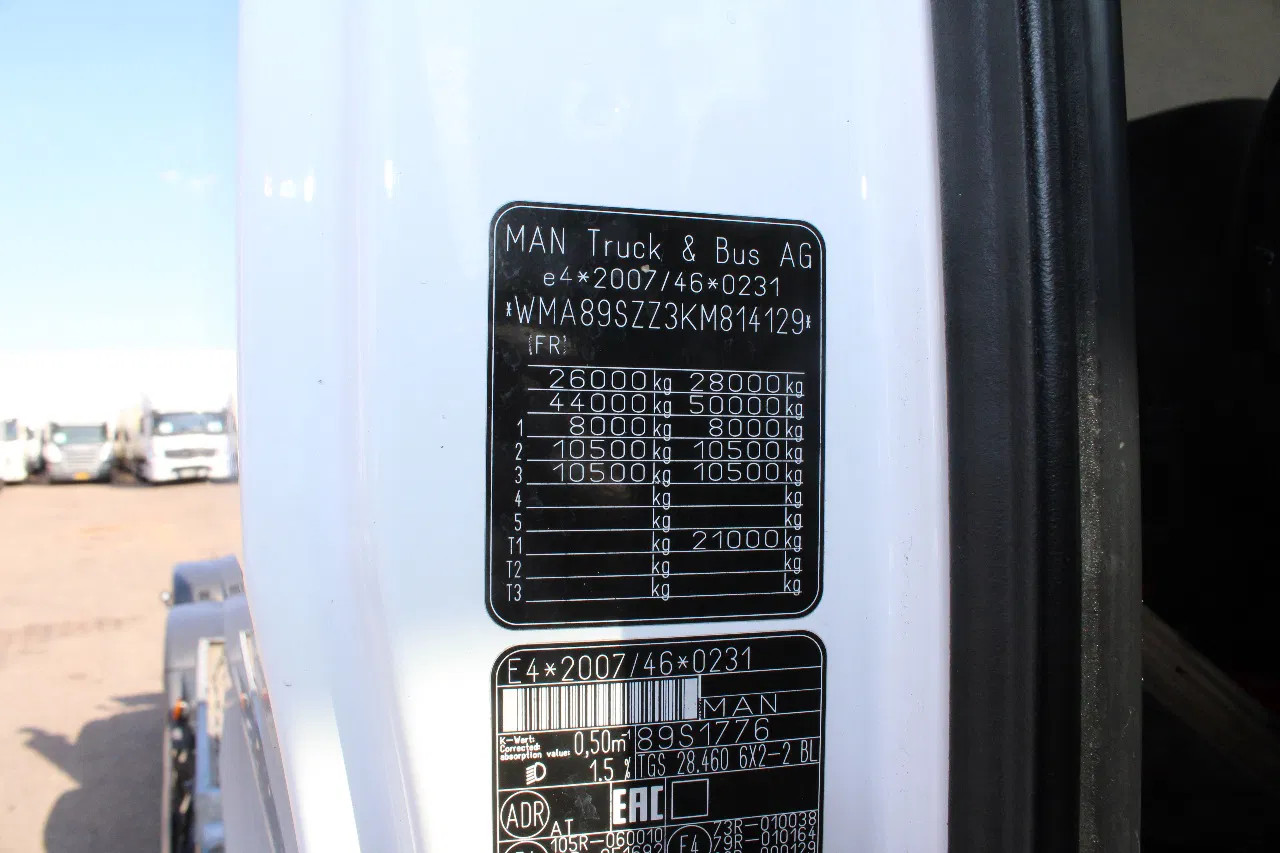 MAN Truck & Bus AG
e4*2007/46*0231
*WMA89SZZ3KM814129*
(FR)
26000 kg 28000 kg
44000 kg 50000 kg
1 8000 kg 8000 kg
2 10500 kg 10500 kg
3 10500 kg 10500 kg
4 kg kg
5 kg kg
T1 kg 21000 kg
T2 kg kg
T3 kg kg
E4*2007/46*0231
MAN
K-Wert:
Corrected
absorption value: 0,50m-1
89S1776
1.5 %
TGS 28.460 6X2-2 BL
ADR
AT
EAC
105R-060010
E4
73R-010038
79R-010164